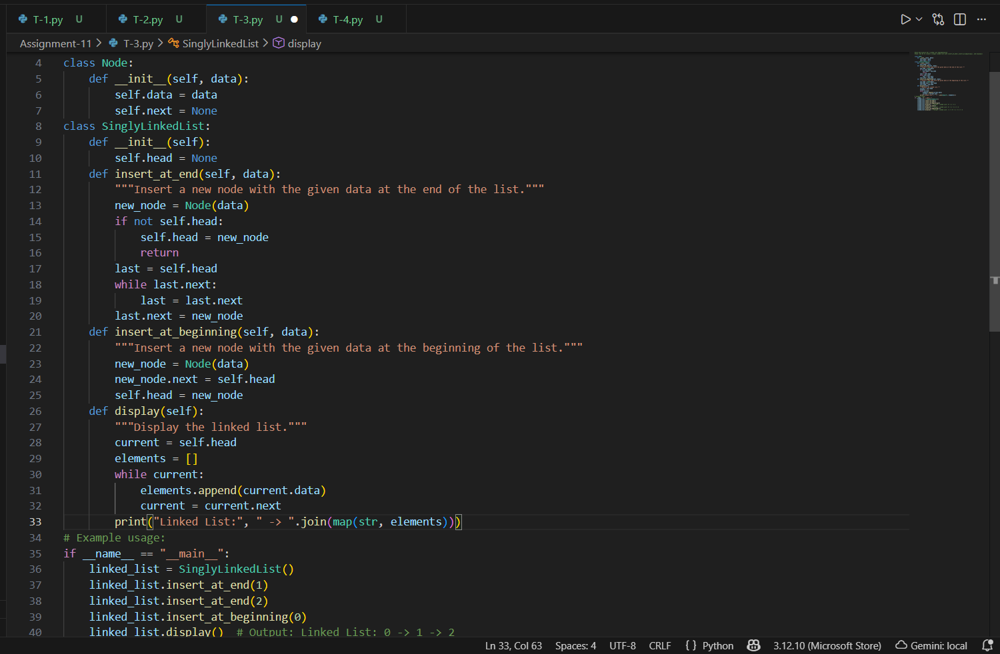 T-1.py U T-2.py U T-3.py U T-4.py U
Assignment-11 > T-3.py > SinglyLinkedList > display
4 class Node:
5     def __init__(self, data):
6         self.data = data
7         self.next = None
8 class SinglyLinkedList:
9     def __init__(self):
10         self.head = None
11     def insert_at_end(self, data):
12         """Insert a new node with the given data at the end of the list."""
13         new_node = Node(data)
14         if not self.head:
15             self.head = new_node
16             return
17         last = self.head
18         while last.next:
19             last = last.next
20         last.next = new_node
21     def insert_at_beginning(self, data):
22         """Insert a new node with the given data at the beginning of the list."""
23         new_node = Node(data)
24         new_node.next = self.head
25         self.head = new_node
26     def display(self):
27         """Display the linked list."""
28         current = self.head
29         elements = []
30         while current:
31             elements.append(current.data)
32             current = current.next
33         print("Linked List:", " -> ".join(map(str, elements)))
34 # Example usage:
35 if __name__ == "__main__":
36     linked_list = SinglyLinkedList()
37     linked_list.insert_at_end(1)
38     linked_list.insert_at_end(2)
39     linked_list.insert_at_beginning(0)
40     linked_list.display()  # Output: Linked List: 0 -> 1 -> 2
Ln 33, Col 63 Spaces: 4 UTF-8 CRLF { } Python 3.12.10 (Microsoft Store) Gemini: local